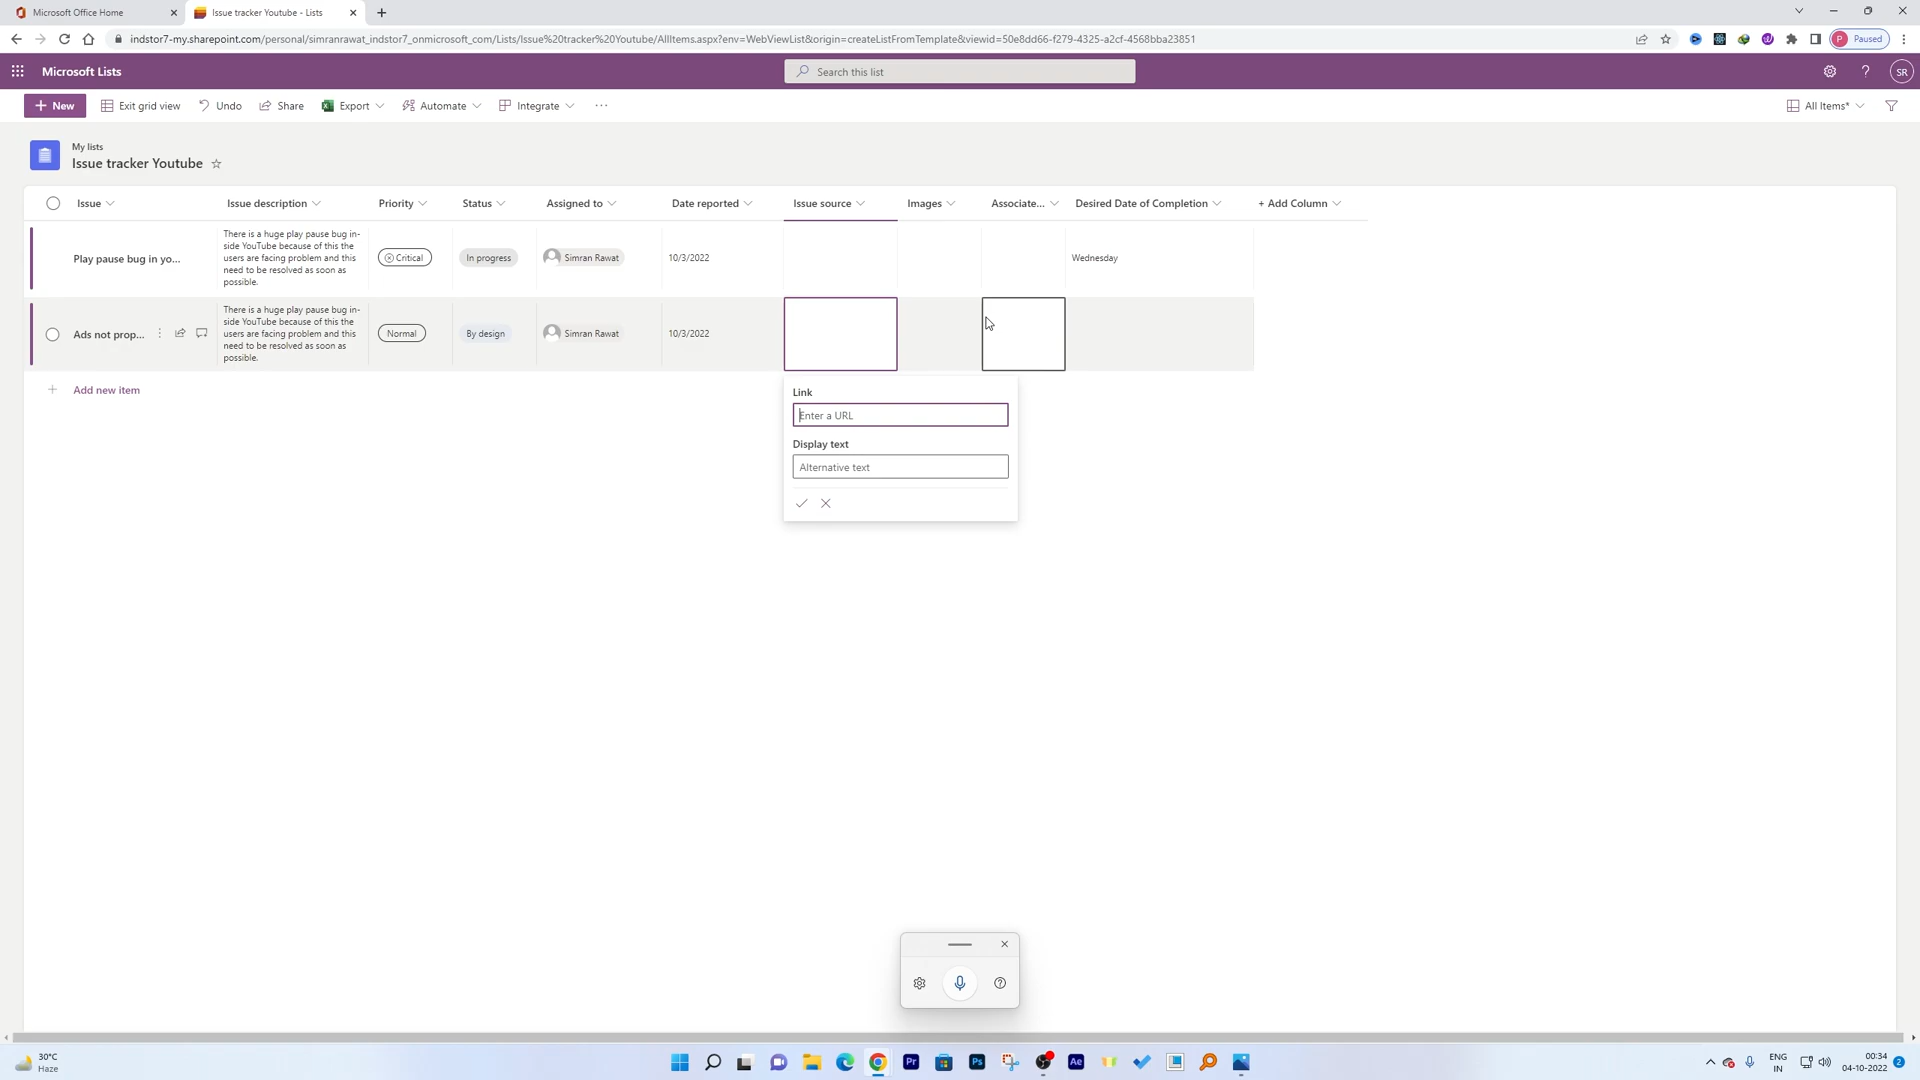 Microsoft Office Home
Issue tracker Youtube - Lists
indstor7-my.sharepoint.com/personal/simranrawat_indstor7_onmicrosoft_com/Lists/Issue%20tracker%20Youtube/AllItems.aspx?env=WebViewList&origin=createListFromTemplate&viewid=50e8dd66-f279-4325-a2cf-4568bba23851
P Paused
Microsoft Lists
Search this list
SR
New
Exit grid view
Undo
Share
Export
Automate
Integrate
All Items*
My lists
Issue tracker Youtube
Issue
Issue description
Priority
Status
Assigned to
Date reported
Issue source
Images
Associate...
Desired Date of Completion
+ Add Column
Play pause bug in yo...
There is a huge play pause bug in-
side YouTube because of this the
users are facing problem and this
need to be resolved as soon as
possible.
Critical
In progress
Simran Rawat
10/3/2022
Wednesday
Ads not prop...
There is a huge play pause bug in-
side YouTube because of this the
users are facing problem and this
need to be resolved as soon as
possible.
Normal
By design
Simran Rawat
10/3/2022
Add new item
Link
Enter a URL
Display text
Alternative text
30°C
Haze
Pr
Ps
Ae
ENG
IN
00:34
04-10-2022
2